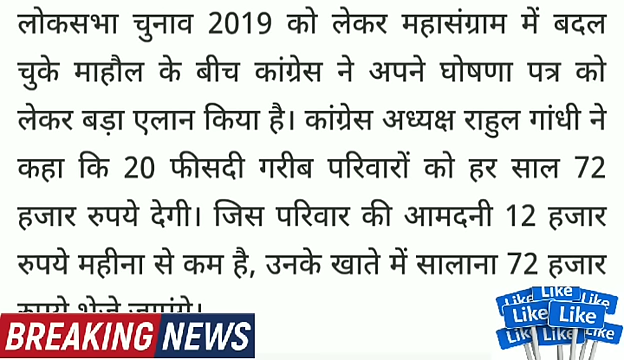 लोकसभा चुनाव 2019 को लेकर महासंग्राम में बदल
चुके माहौल के बीच कांग्रेस ने अपने घोषणा पत्र को
लेकर बड़ा एलान किया है। कांग्रेस अध्यक्ष राहुल गांधी ने
कहा कि 20 फीसदी गरीब परिवारों को हर साल 72
हजार रुपये देगी। जिस परिवार की आमदनी 12 हजार
रुपये महीना से कम है, उनके खाते में सालाना 72 हजार
BREAKING NEWS
Like Like Like
Like Like
Like Like Like